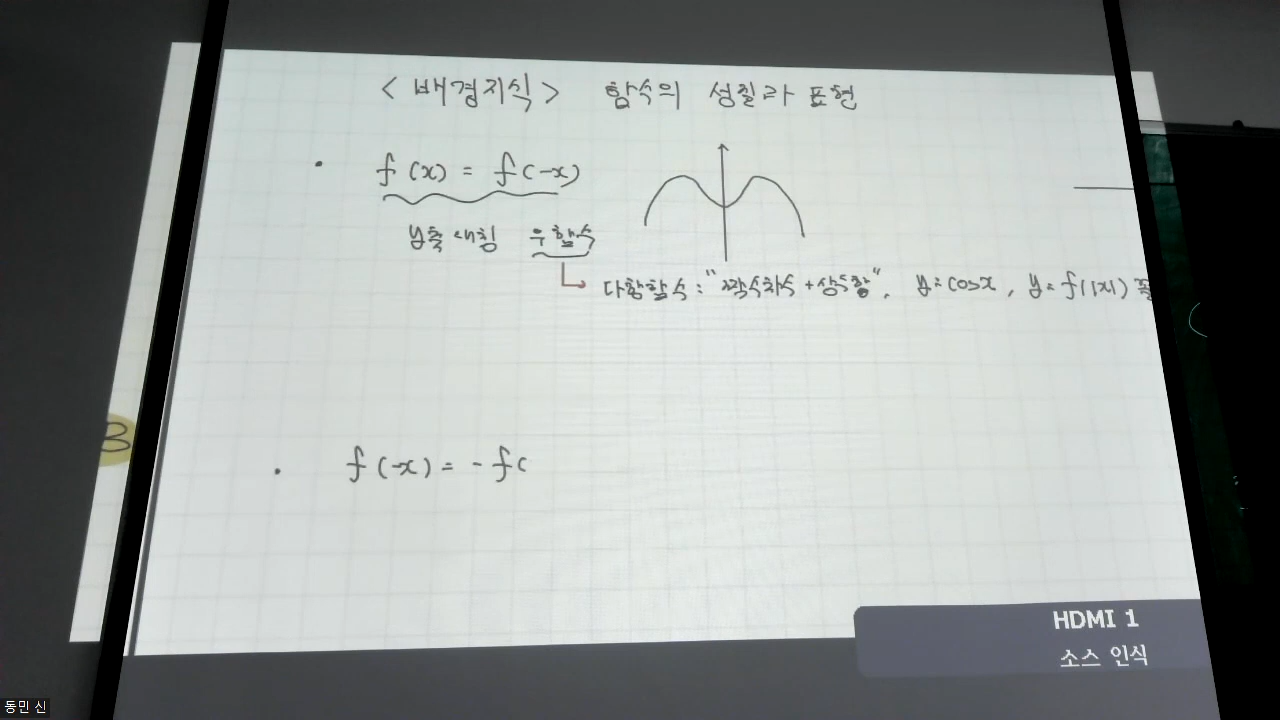 <배경지식> 함수의 성질과 표현
• f(x) = f(-x)
y축 대칭 우함수
다항함수 : "짝수차수 + 상수항", y=cosx, y=f(|x|) 꼴
• f(-x) = -f(
3
HDMI 1
소스 인식
동민 신